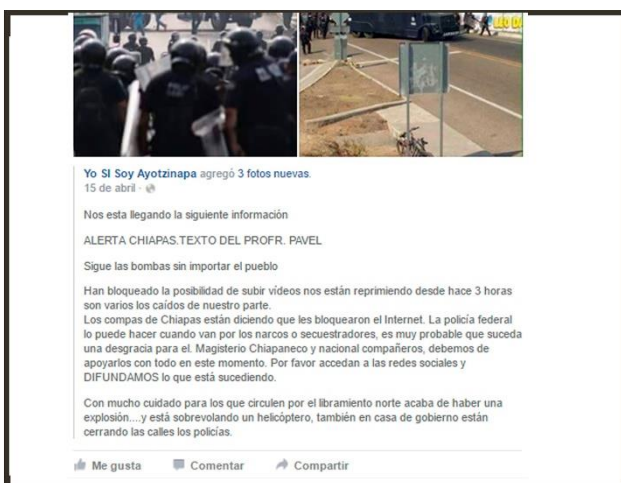 Yo SI Soy Ayotzinapa agregó 3 fotos nuevas.
15 de abril ·
Nos esta llegando la siguiente información
ALERTA CHIAPAS.TEXTO DEL PROFR. PAVEL
Sigue las bombas sin importar el pueblo
Han bloqueado la posibilidad de subir vídeos nos están reprimiendo desde hace 3 horas
son varios los caídos de nuestro parte.
Los compas de Chiapas están diciendo que les bloquearon el Internet. La policía federal
lo puede hacer cuando van por los narcos o secuestradores, es muy probable que suceda
una desgracia para el. Magisterio Chiapaneco y nacional compañeros, debemos de
apoyarlos con todo en este momento. Por favor accedan a las redes sociales y
DIFUNDAMOS lo que está sucediendo.
Con mucho cuidado para los que circulen por el libramiento norte acaba de haber una
explosión....y está sobrevolando un helicóptero, también en casa de gobierno están
cerrando las calles los policías.
Me gusta Comentar Compartir